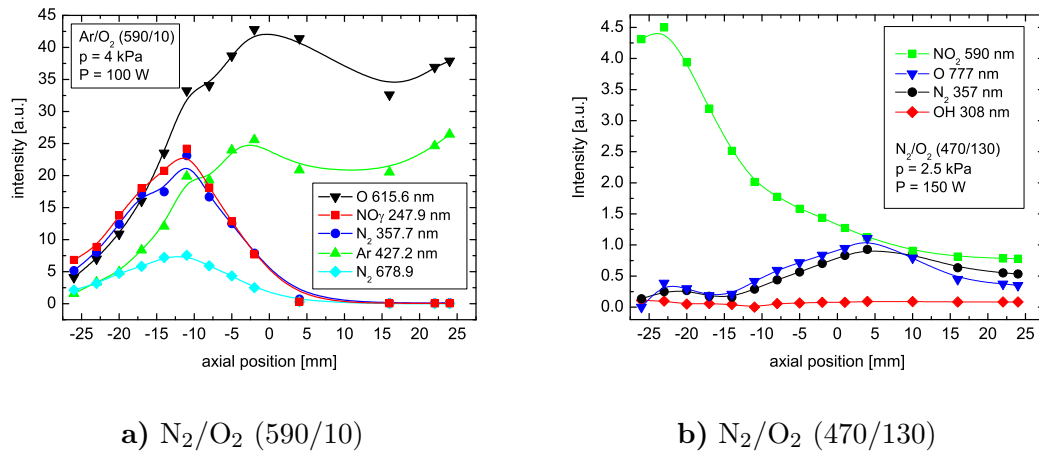 45
40
35
30
25
20
15
10
5
0
intensity [a.u.]
Ar/O₂ (590/10)
p = 4 kPa
P = 100 W
O 615.6 nm
NOγ 247.9 nm
N₂ 357.7 nm
Ar 427.2 nm
N₂ 678.9
-25 -20 -15 -10 -5 0 5 10 15 20 25
axial position [mm]
a) N₂/O₂ (590/10)
4.5
4.0
3.5
3.0
2.5
2.0
1.5
1.0
0.5
0.0
Intensity [a.u.]
NO₂ 590 nm
O 777 nm
N₂ 357 nm
OH 308 nm
N₂/O₂ (470/130)
p = 2.5 kPa
P = 150 W
-25 -20 -15 -10 -5 0 5 10 15 20 25
axial position [mm]
b) N₂/O₂ (470/130)